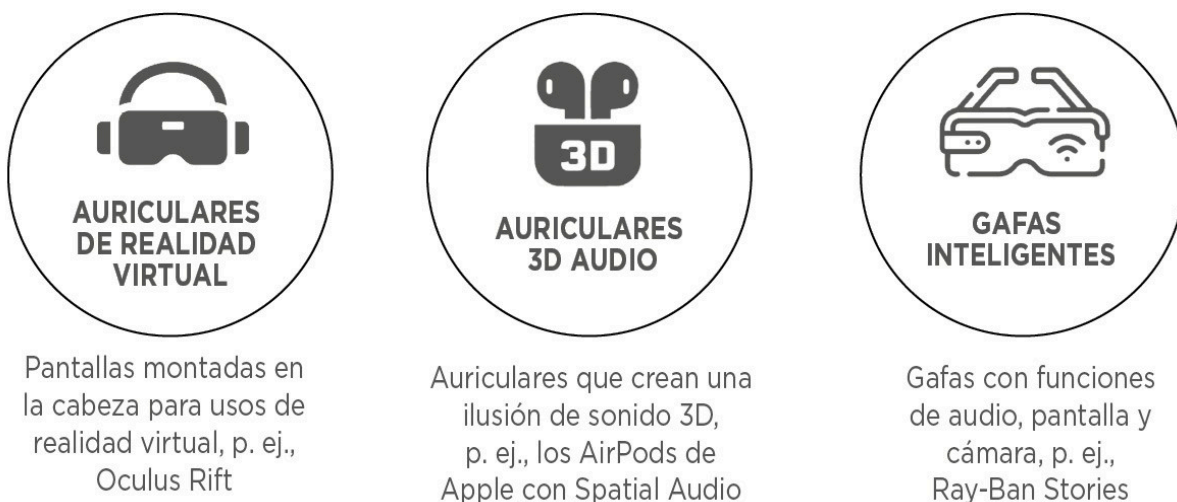 AURICULARES
DE REALIDAD
VIRTUAL
Pantallas montadas en
la cabeza para usos de
realidad virtual, p. ej.,
Oculus Rift
3D
AURICULARES
3D AUDIO
Auriculares que crean una
ilusión de sonido 3D,
p. ej., los AirPods de
Apple con Spatial Audio
GAFAS
INTELIGENTES
Gafas con funciones
de audio, pantalla y
cámara, p. ej.,
Ray-Ban Stories